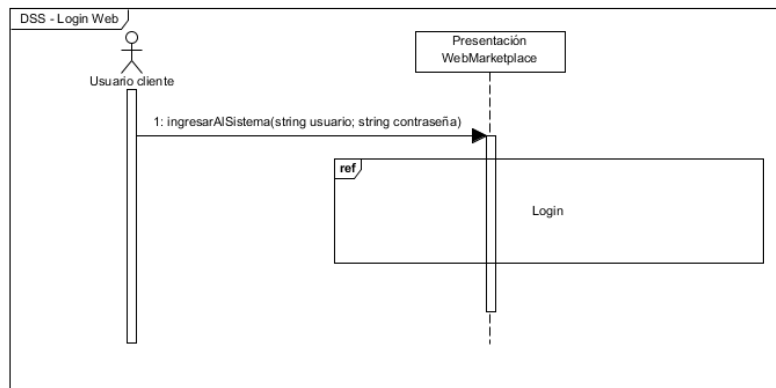 DSS - Login Web
Presentación
WebMarketplace
Usuario cliente
1: ingresarAlSistema(string usuario; string contraseña)
ref
Login